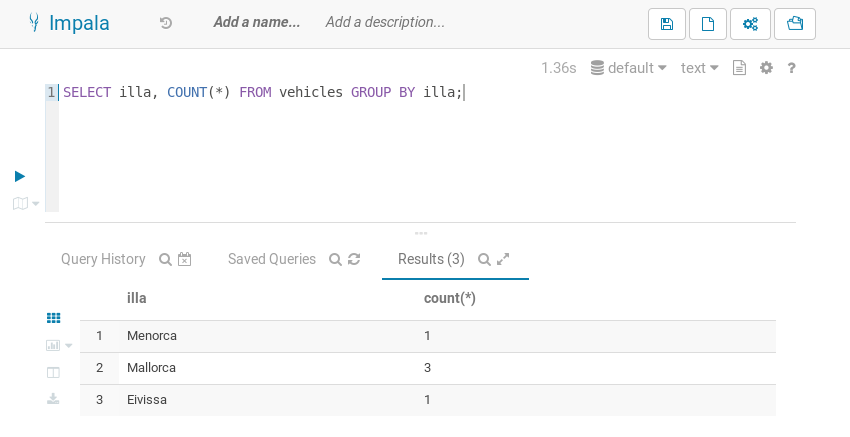 Impala Add a name... Add a description...
1.36s default text ?
1 SELECT illa, COUNT(*) FROM vehicles GROUP BY illa;
Query History Saved Queries Results (3)
illa count(*)
1 Menorca 1
2 Mallorca 3
3 Eivissa 1